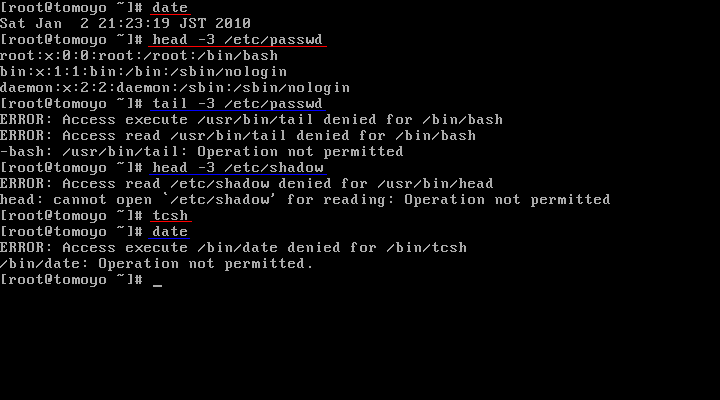 [root@tomoyo ~]# date
Sat Jan  2 21:23:19 JST 2010
[root@tomoyo ~]# head -3 /etc/passwd
root:x:0:0:root:/root:/bin/bash
bin:x:1:1:bin:/bin:/sbin/nologin
daemon:x:2:2:daemon:/sbin:/sbin/nologin
[root@tomoyo ~]# tail -3 /etc/passwd
ERROR: Access execute /usr/bin/tail denied for /bin/bash
ERROR: Access read /usr/bin/tail denied for /bin/bash
-bash: /usr/bin/tail: Operation not permitted
[root@tomoyo ~]# head -3 /etc/shadow
ERROR: Access read /etc/shadow denied for /usr/bin/head
head: cannot open `/etc/shadow' for reading: Operation not permitted
[root@tomoyo ~]# tcsh
[root@tomoyo ~]# date
ERROR: Access execute /bin/date denied for /bin/tcsh
/bin/date: Operation not permitted.
[root@tomoyo ~]# _